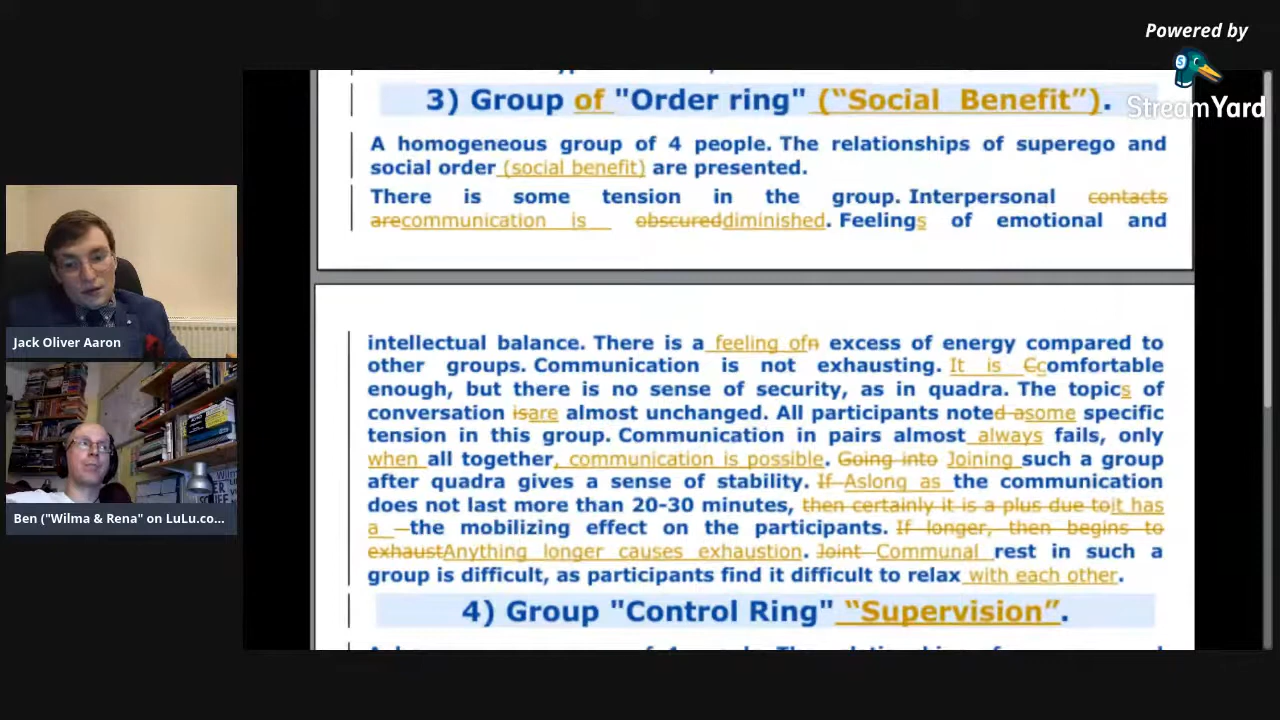 Powered by
StreamYard
3) Group of "Order ring" (“Social Benefit”).
A homogeneous group of 4 people. The relationships of superego and
social order (social benefit) are presented.
There is some tension in the group. Interpersonal contacts
arecommunication is obscureddiminished. Feelings of emotional and
intellectual balance. There is a feeling ofn excess of energy compared to
other groups. Communication is not exhausting. It is Ccomfortable
enough, but there is no sense of security, as in quadra. The topics of
conversation isare almost unchanged. All participants noted asome specific
tension in this group. Communication in pairs almost always fails, only
when all together, communication is possible. Going into Joining such a group
after quadra gives a sense of stability. If Aslong as the communication
does not last more than 20-30 minutes, then certainly it is a plus due toit has
a the mobilizing effect on the participants. If longer, then begins to
exhaustAnything longer causes exhaustion. Joint Communal rest in such a
group is difficult, as participants find it difficult to relax with each other.
4) Group "Control Ring" “Supervision”.
Jack Oliver Aaron
Ben ("Wilma & Rena" on LuLu.co...